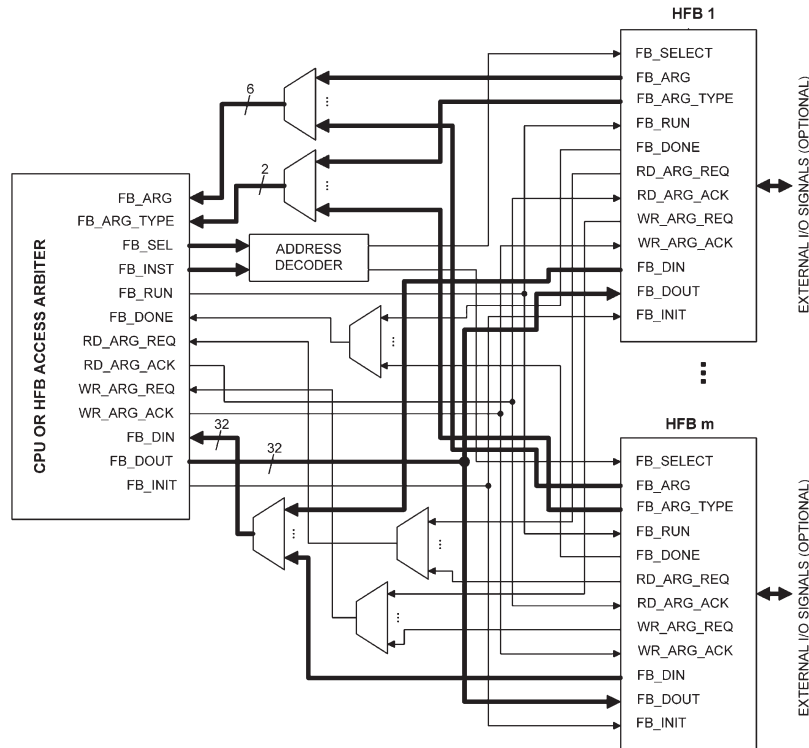 HFB 1
FB_SELECT
FB_ARG
FB_ARG_TYPE
FB_RUN
FB_DONE
RD_ARG_REQ
RD_ARG_ACK
WR_ARG_REQ
WR_ARG_ACK
FB_DIN
FB_DOUT
FB_INIT
EXTERNAL I/O SIGNALS (OPTIONAL)
6
...
2
...
CPU OR HFB ACCESS ARBITER
FB_ARG
FB_ARG_TYPE
FB_SEL
FB_INST
FB_RUN
FB_DONE
RD_ARG_REQ
RD_ARG_ACK
WR_ARG_REQ
WR_ARG_ACK
FB_DIN
FB_DOUT
FB_INIT
ADDRESS
DECODER
...
32
32
...
...
...
...
HFB m
FB_SELECT
FB_ARG
FB_ARG_TYPE
FB_RUN
FB_DONE
RD_ARG_REQ
RD_ARG_ACK
WR_ARG_REQ
WR_ARG_ACK
FB_DIN
FB_DOUT
FB_INIT
EXTERNAL I/O SIGNALS (OPTIONAL)